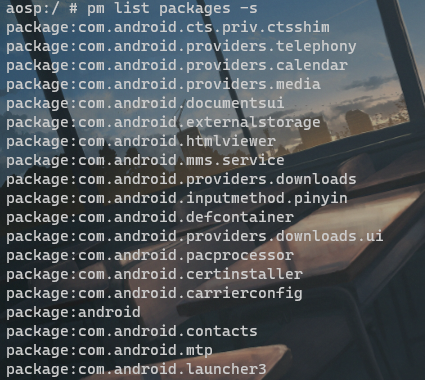 aosp:/ # pm list packages -s
package:com.android.cts.priv.ctsshim
package:com.android.providers.telephony
package:com.android.providers.calendar
package:com.android.providers.media
package:com.android.documentsui
package:com.android.externalstorage
package:com.android.htmlviewer
package:com.android.mms.service
package:com.android.providers.downloads
package:com.android.inputmethod.pinyin
package:com.android.defcontainer
package:com.android.providers.downloads.ui
package:com.android.pacprocessor
package:com.android.certinstaller
package:com.android.carrierconfig
package:android
package:com.android.contacts
package:com.android.mtp
package:com.android.launcher3